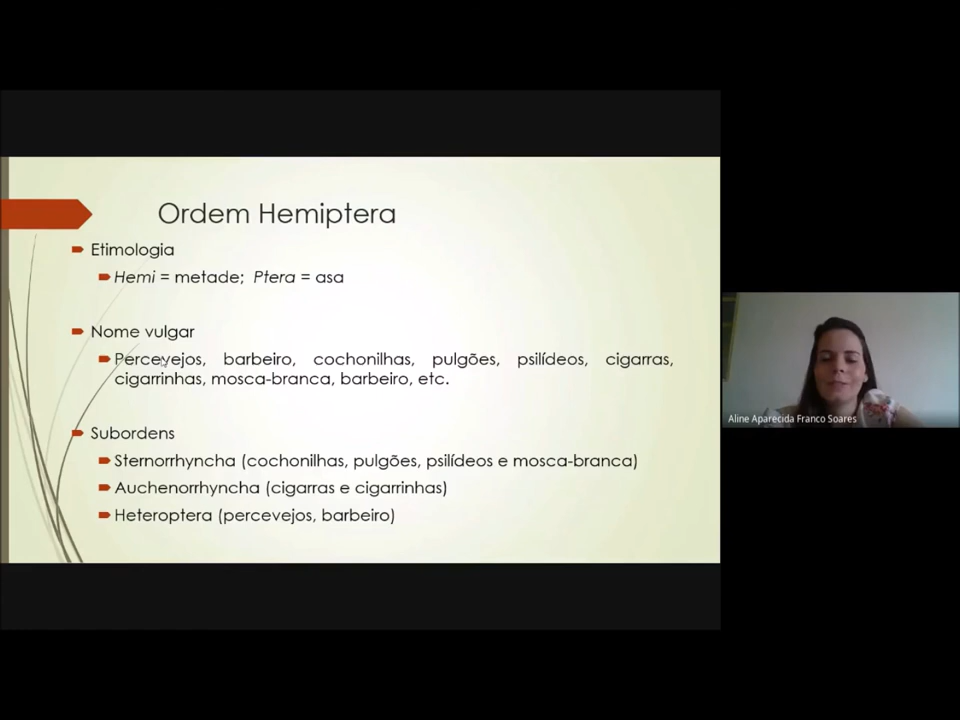 Ordem Hemiptera
Etimologia
Hemi = metade; Ptera = asa
Nome vulgar
Percevejos, barbeiro, cochonilhas, pulgões, psilídeos, cigarras,
cigarrinhas, mosca-branca, barbeiro, etc.
Subordens
Sternorrhyncha (cochonilhas, pulgões, psilídeos e mosca-branca)
Auchenorrhyncha (cigarras e cigarrinhas)
Heteroptera (percevejos, barbeiro)
Aline Aparecida Franco Soares